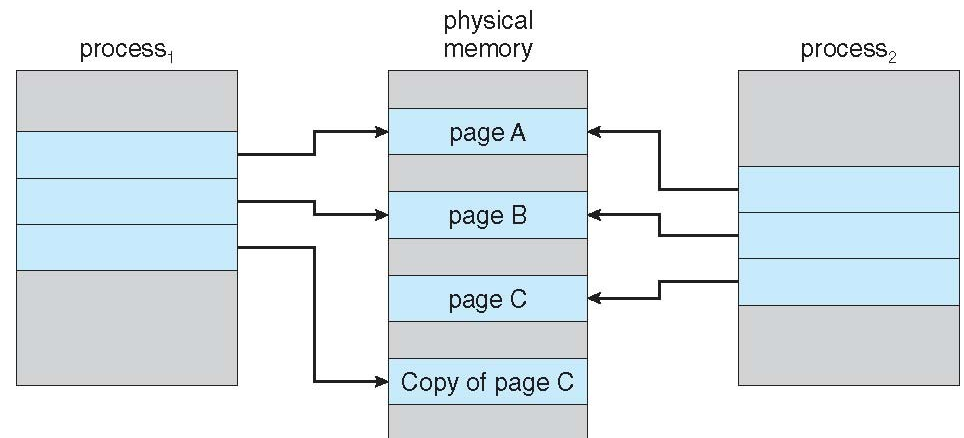 process₁
physical
memory
process₂
page A
page B
page C
Copy of page C